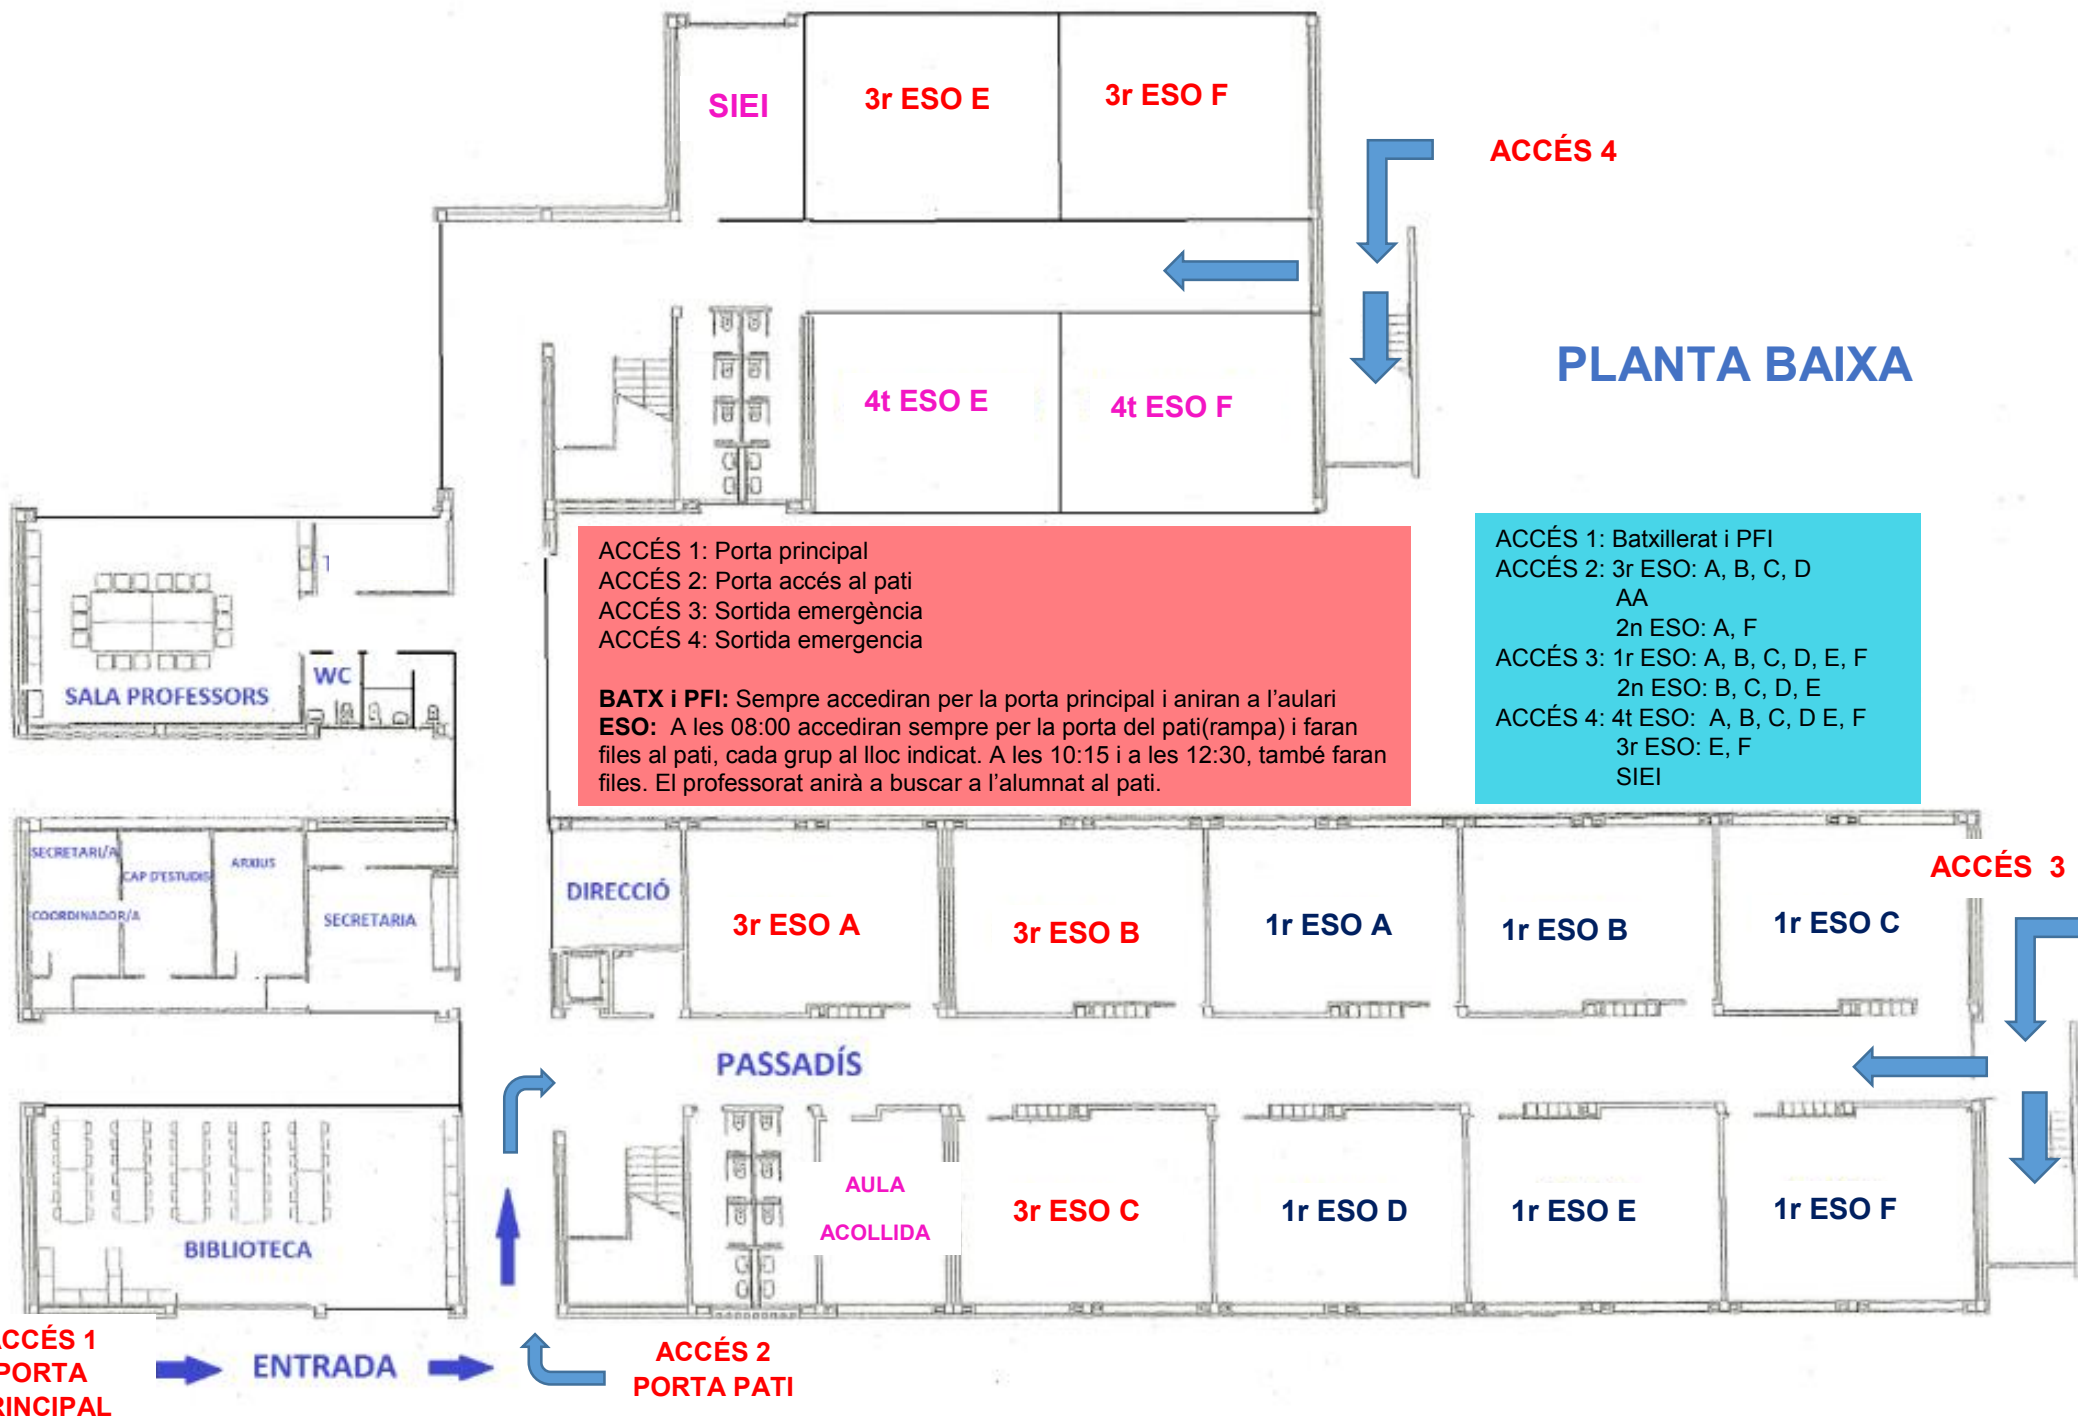 SIEI
3r ESO E
3r ESO F
ACCÉS 4
PLANTA BAIXA
4t ESO E
4t ESO F
SALA PROFESSORS
WC
ACCÉS 1: Porta principal
ACCÉS 2: Porta accés al pati
ACCÉS 3: Sortida emergència
ACCÉS 4: Sortida emergencia
BATX i PFI: Sempre accediran per la porta principal i aniran a l'aulari
ESO: A les 08:00 accediran sempre per la porta del pati(rampa) i faran
files al pati, cada grup al lloc indicat. A les 10:15 i a les 12:30, també faran
files. El professorat anirà a buscar a l'alumnat al pati.
ACCÉS 1: Batxillerat i PFI
ACCÉS 2: 3r ESO: A, B, C, D
AA
2n ESO: A, F
ACCÉS 3: 1r ESO: A, B, C, D, E, F
2n ESO: B, C, D, E
ACCÉS 4: 4t ESO: A, B, C, D E, F
3r ESO: E, F
SIEI
SECRETARI/A
CAP D'ESTUDIS
ARXIUS
COORDINADOR/A
SECRETARIA
DIRECCIÓ
3r ESO A
3r ESO B
1r ESO A
1r ESO B
1r ESO C
ACCÉS 3
PASSADÍS
BIBLIOTECA
AULA
ACOLLIDA
3r ESO C
1r ESO D
1r ESO E
1r ESO F
ACCÉS 1
PORTA
RINCIPAL
ENTRADA
ACCÉS 2
PORTA PATI